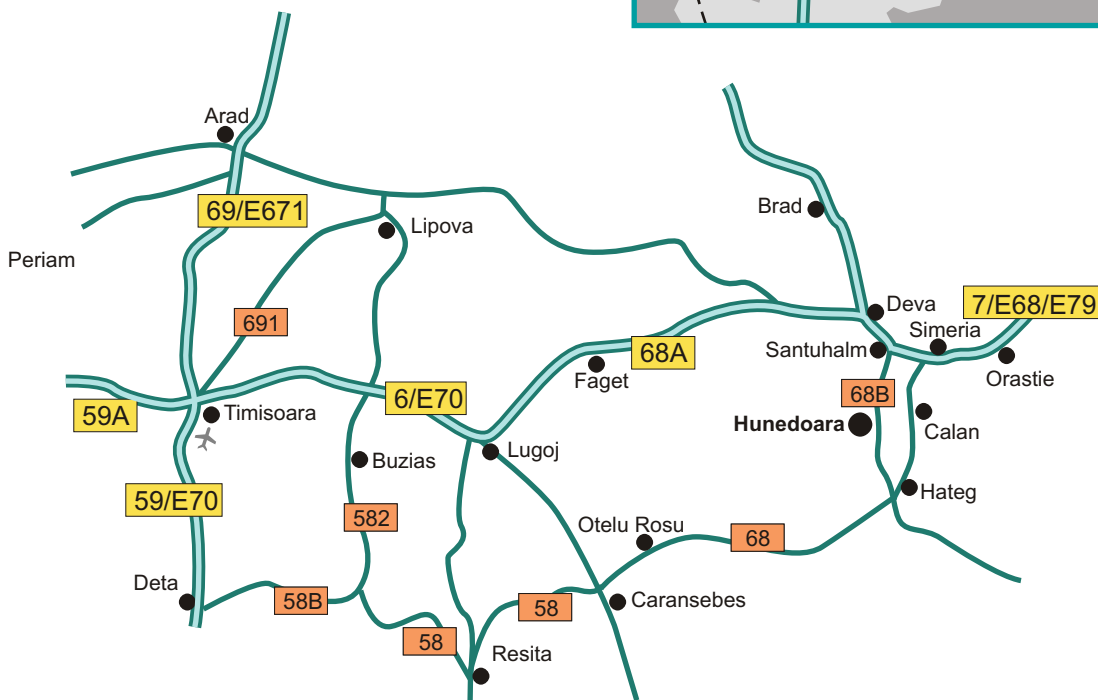 Arad
69/E671
Brad
Lipova
Periam
7/E68/E79
Deva
691
Simeria
Santuhalm
68A
Orastie
Faget
68B
6/E70
59A
Timisoara
Hunedoara
Calan
Lugoj
Buzias
Hateg
59/E70
582
Otelu Rosu
68
Deta
58B
58
Caransebes
58
Resita